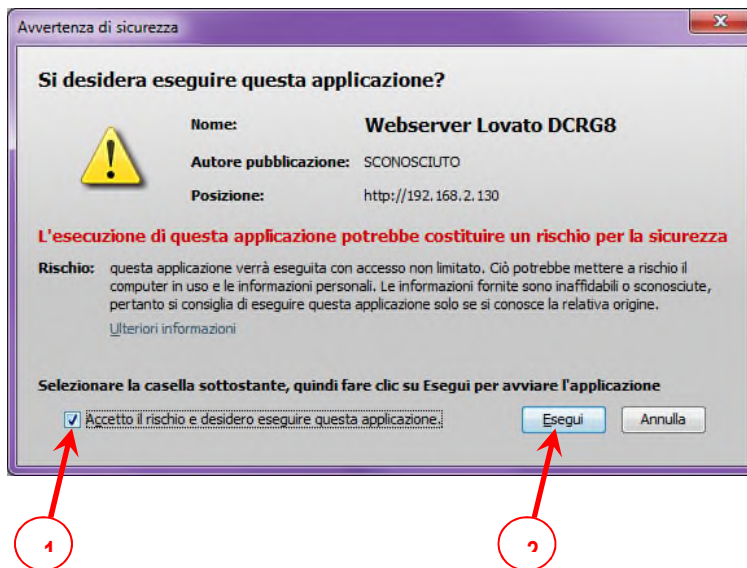 Avvertenza di sicurezza
Si desidera eseguire questa applicazione?
Nome: Webserver Lovato DCRG8
Autore pubblicazione: SCONOSCIUTO
Posizione: http://192.168.2.130
L'esecuzione di questa applicazione potrebbe costituire un rischio per la sicurezza
Rischio: questa applicazione verrà eseguita con accesso non limitato. Ciò potrebbe mettere a rischio il
computer in uso e le informazioni personali. Le informazioni fornite sono inaffidabili o sconosciute,
pertanto si consiglia di eseguire questa applicazione solo se si conosce la relativa origine.
Ulteriori informazioni
Selezionare la casella sottostante, quindi fare clic su Esegui per avviare l'applicazione
Accetto il rischio e desidero eseguire questa applicazione. Esegui Annulla
1 2